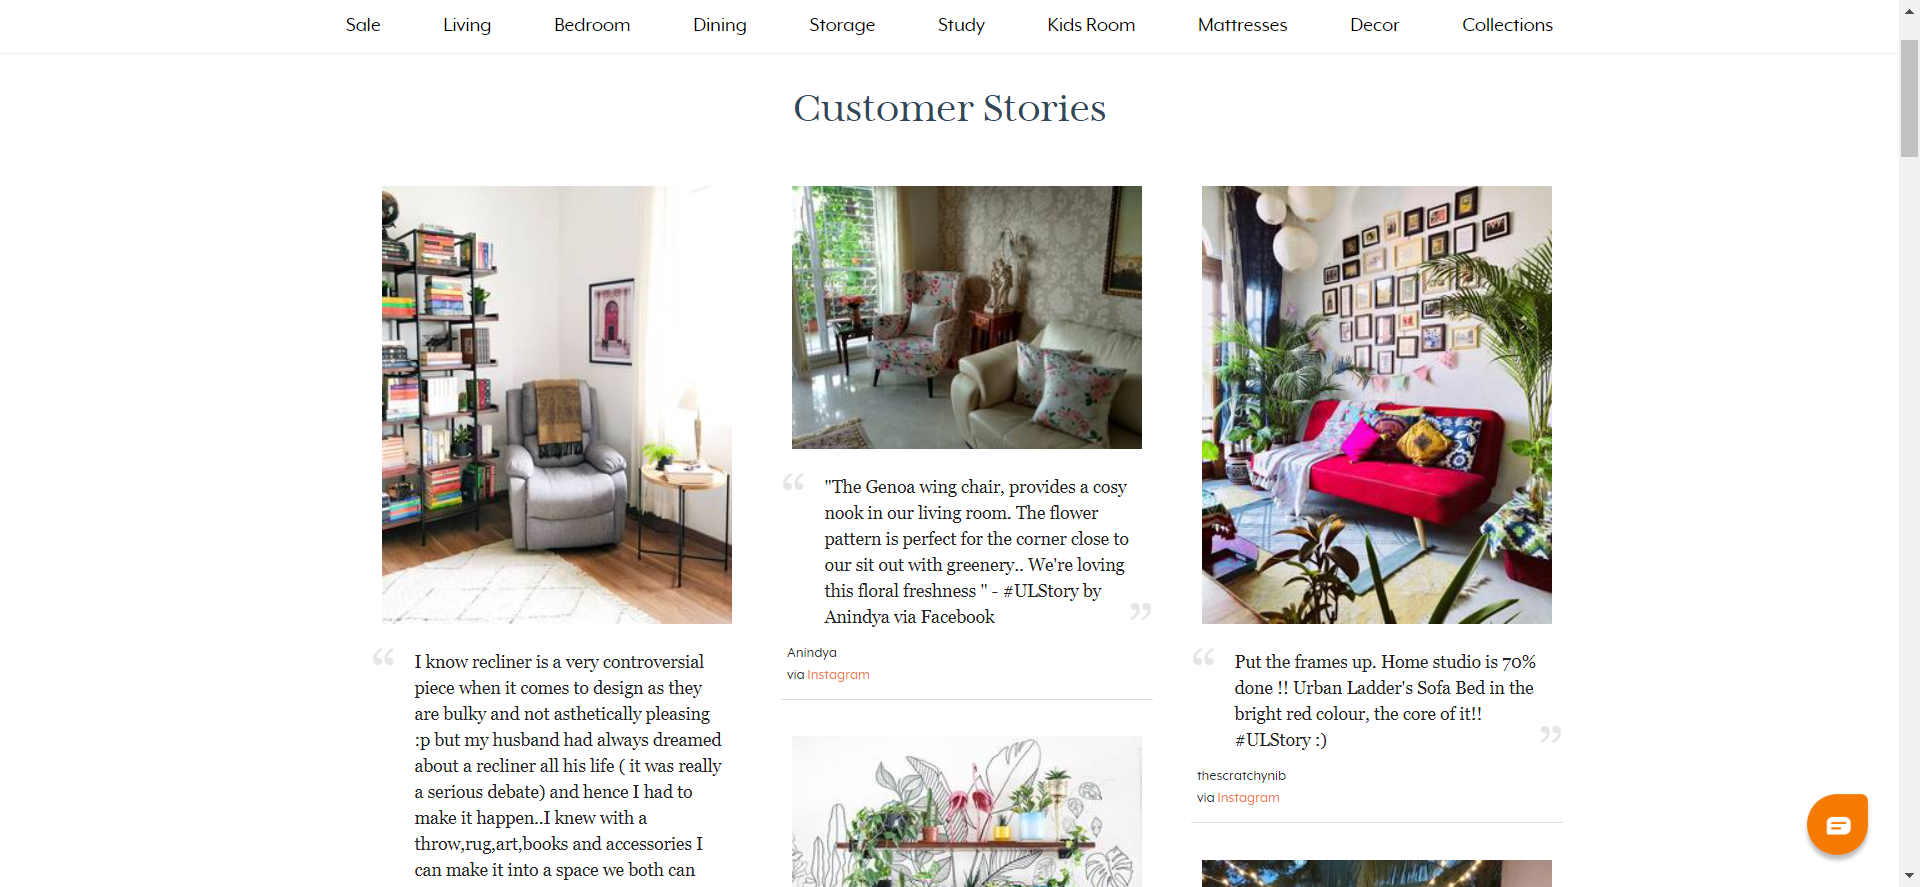 Sale Living Bedroom Dining Storage Study Kids Room Mattresses Decor Collections
Customer Stories
I know recliner is a very controversial
piece when it comes to design as they
are bulky and not asthetically pleasing
:p but my husband had always dreamed
about a recliner all his life ( it was really
a serious debate) and hence I had to
make it happen..I knew with a
throw,rug,art,books and accessories I
can make it into a space we both can
"The Genoa wing chair, provides a cosy
nook in our living room. The flower
pattern is perfect for the corner close to
our sit out with greenery.. We're loving
this floral freshness " - #ULStory by
Anindya via Facebook
Anindya
via Instagram
Put the frames up. Home studio is 70%
done !! Urban Ladder's Sofa Bed in the
bright red colour, the core of it!!
#ULStory :)
thescratchynib
via Instagram